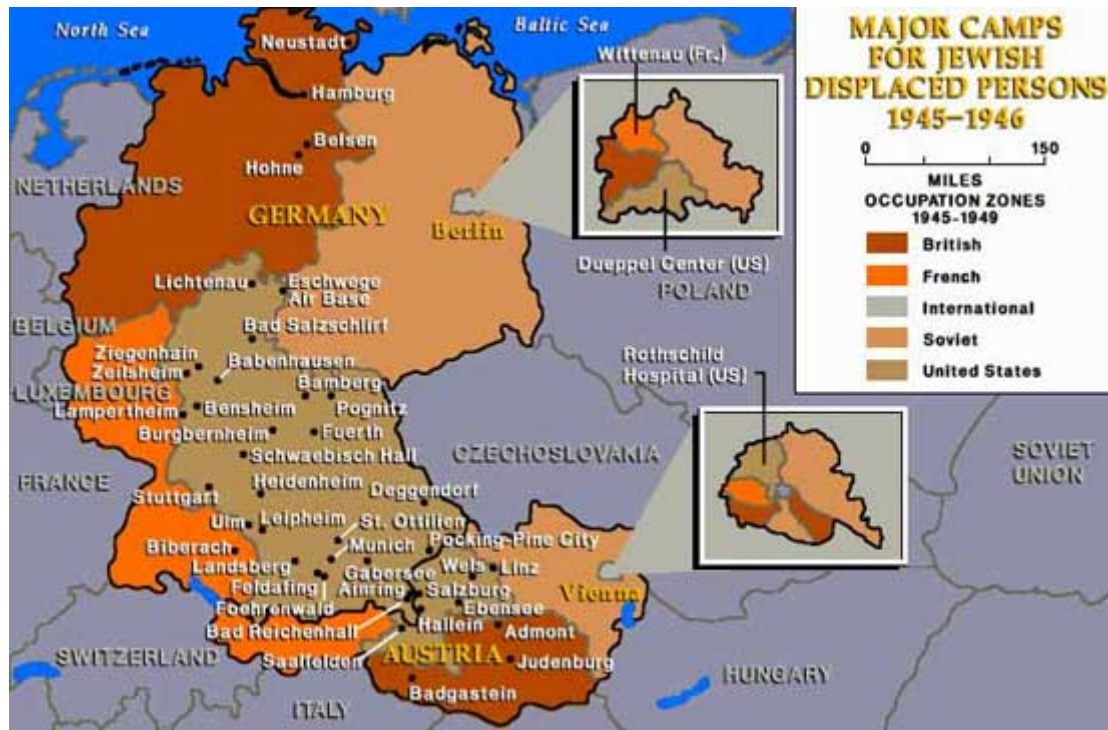 MAJOR CAMPS
FOR JEWISH
DISPLACED PERSONS
1945–1946
0 150
MILES
OCCUPATION ZONES
1945-1949
British
French
International
Soviet
United States
North Sea
Baltic Sea
Neustadt
Wittenau (Fr.)
Hamburg
Belsen
Hohne
NETHERLANDS
GERMANY
Berlin
Dueppel Center (US)
POLAND
Lichtenau
Eschwege
Air Base
BELGIUM
Bad Salzschlirf
Ziegenhain
Zeilsheim
Babenhausen
LUXEMBOURG
Bamberg
Lampertheim
Bensheim
Pognitz
Burgbernheim
Fuerth
Rothschild
Hospital (US)
Schwaebisch Hall
CZECHOSLOVAKIA
SOVIET
UNION
FRANCE
Stuttgart
Heidenheim
Deggendorf
Ulm
Leipheim
St. Ottilien
Biberach
Munich
Pocking-Pine City
Landsberg
Gabersee
Wels
Linz
Feldafing
Ainring
Salzburg
Vienna
Foehrenwald
Ebensee
Bad Reichenhall
Hallein
Admont
Saalfelden
SWITZERLAND
AUSTRIA
Judenburg
HUNGARY
Badgastein
ITALY